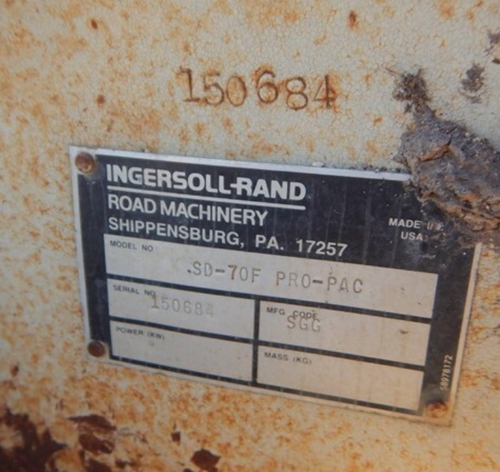 150684
INGERSOLL-RAND
ROAD MACHINERY
SHIPPENSBURG, PA. 17257
MADE IN
USA
MODEL NO
SD-70F PRO-PAC
SERIAL NO
150684
MFG CODE
SGG
POWER (KW)
MASS (KG)